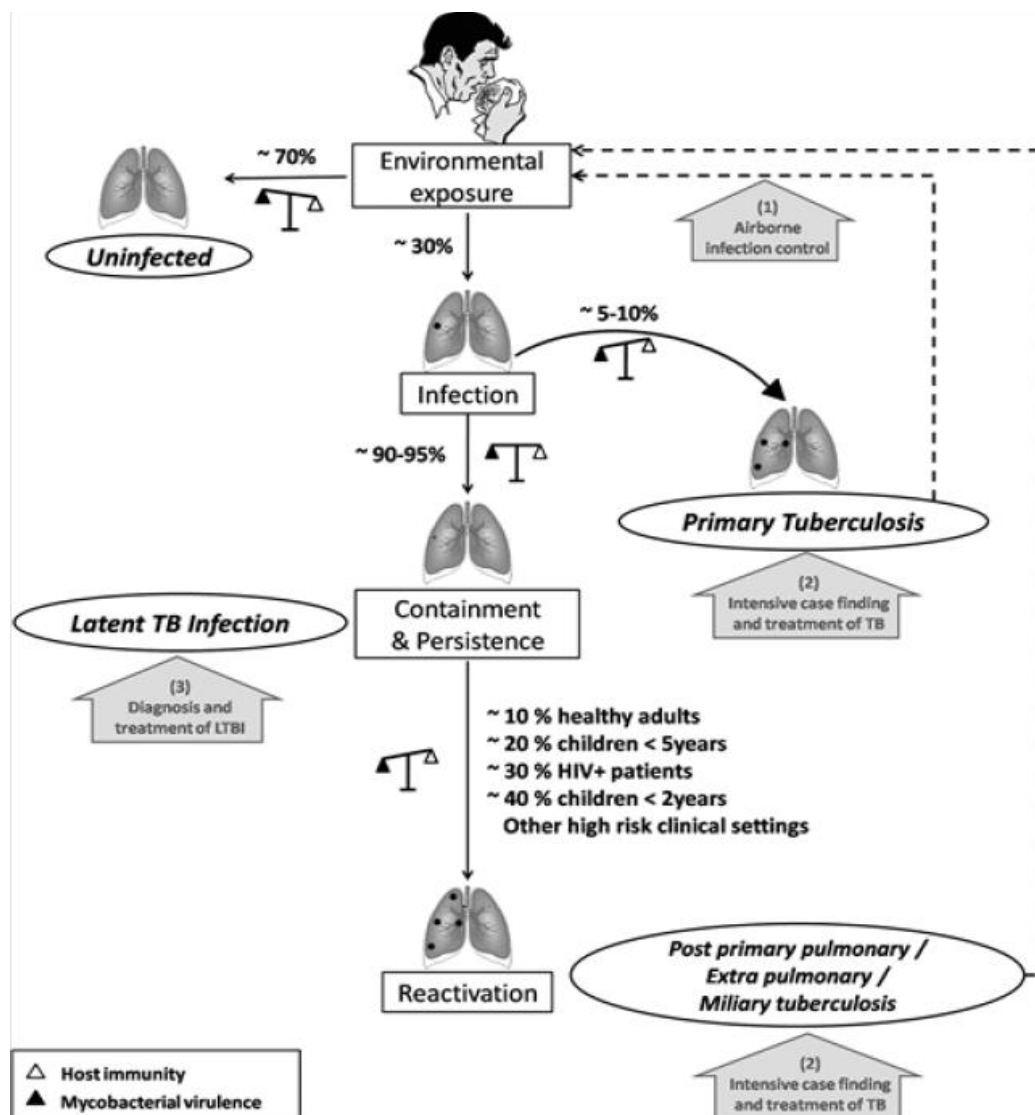 ~ 70%
Environmental
exposure
Uninfected
(1)
Airborne
infection control
~ 30%
~ 5-10%
Infection
~ 90-95%
Primary Tuberculosis
(2)
Intensive case finding
and treatment of TB
Containment
& Persistence
Latent TB Infection
(3)
Diagnosis and
treatment of LTBI
~ 10 % healthy adults
~ 20 % children < 5years
~ 30 % HIV+ patients
~ 40 % children < 2years
Other high risk clinical settings
Reactivation
Post primary pulmonary /
Extra pulmonary /
Miliary tuberculosis
(2)
Intensive case finding
and treatment of TB
△ Host immunity
▲ Mycobacterial virulence